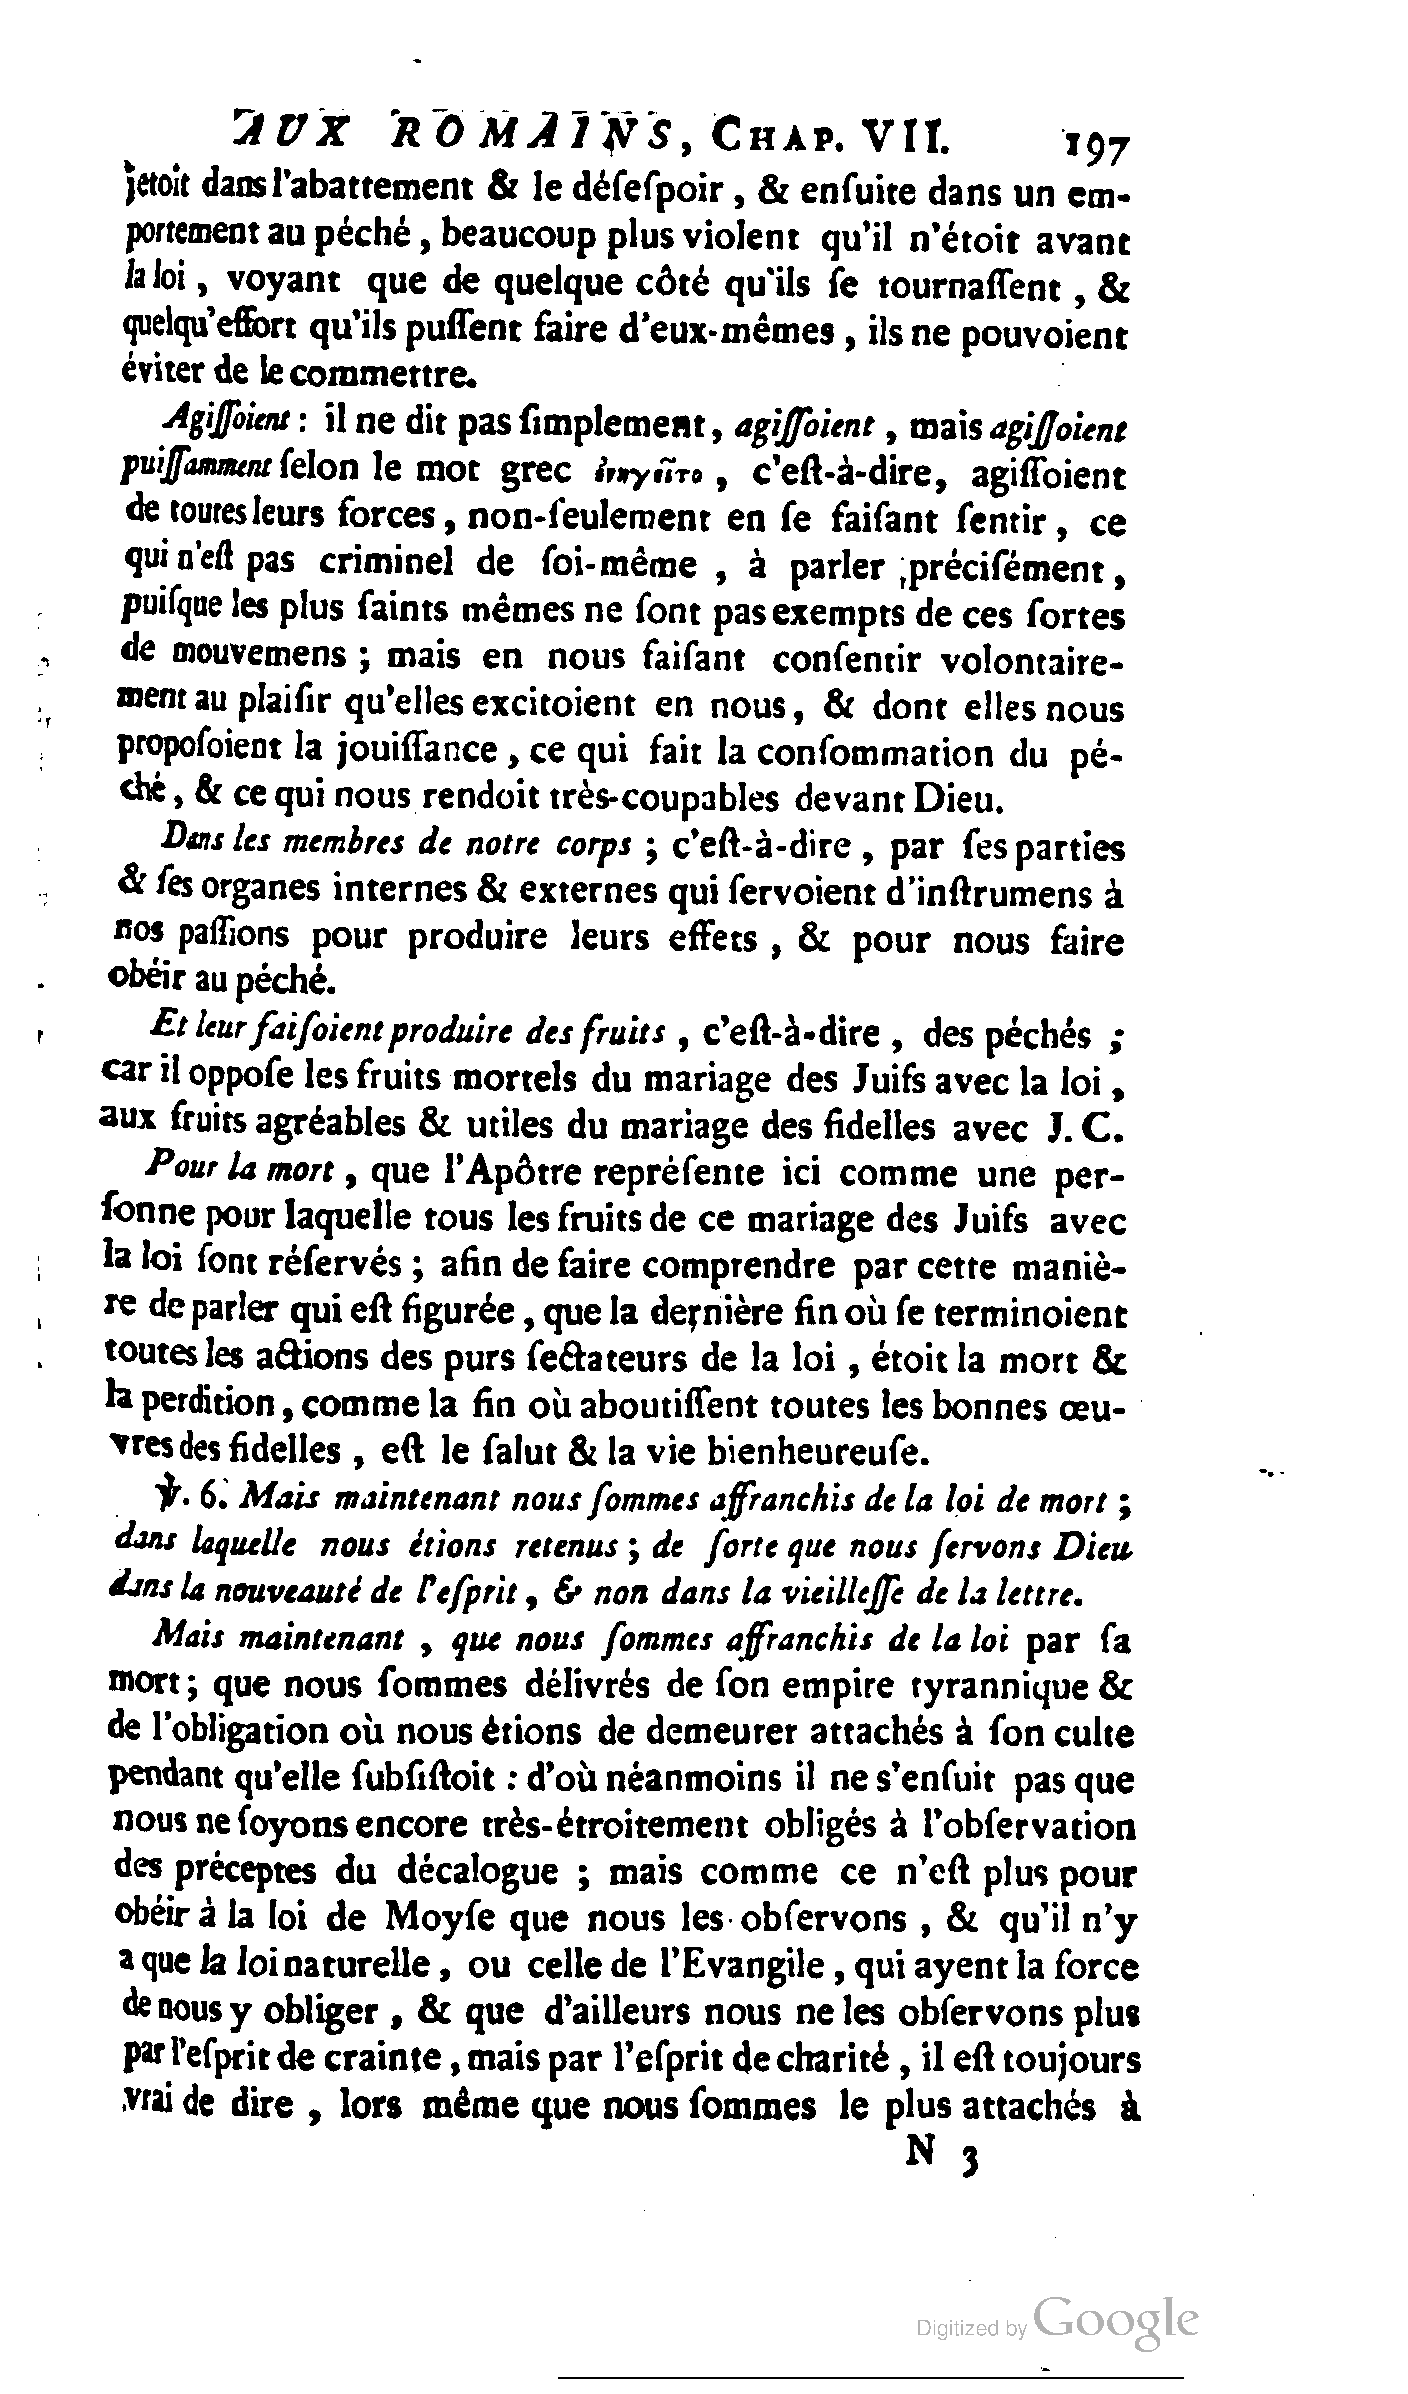 AUX ROMAINS, CHAP. VII. 197
jetoit dans l'abattement & le déſeſpoir, & enſuite dans un em-
portement au péché, beaucoup plus violent qu'il n'étoit avant
la loi, voyant que de quelque côté qu'ils ſe tournaſſent, &
quelqu'effort qu'ils puſſent faire d'eux-mêmes, ils ne pouvoient
éviter de le commettre.
Agiſſoient : il ne dit pas ſimplement, agiſſoient, mais agiſſoient
puiſſamment ſelon le mot grec , c'eſt-à-dire, agiſſoient
de toutes leurs forces, non-ſeulement en ſe faiſant ſentir, ce
qui n'eſt pas criminel de ſoi-même, à parler préciſément,
puiſque les plus ſaints mêmes ne ſont pas exempts de ces ſortes
de mouvemens ; mais en nous faiſant conſentir volontaire-
ment au plaiſir qu'elles excitoient en nous, & dont elles nous
propoſoient la jouiſſance, ce qui fait la conſommation du pé-
ché, & ce qui nous rendoit très-coupables devant Dieu.
Dans les membres de notre corps ; c'eſt-à-dire, par ſes parties
& ſes organes internes & externes qui ſervoient d'inſtrumens à
nos paſſions pour produire leurs effets, & pour nous faire
obéir au péché.
Et leur faiſoient produire des fruits, c'eſt-à-dire, des péchés ;
car il oppoſe les fruits mortels du mariage des Juifs avec la loi,
aux fruits agréables & utiles du mariage des fidelles avec J. C.
Pour la mort, que l'Apôtre repréſente ici comme une per-
ſonne pour laquelle tous les fruits de ce mariage des Juifs avec
la loi ſont réſervés ; afin de faire comprendre par cette maniè-
re de parler qui eſt figurée, que la dernière fin où ſe terminoient
toutes les actions des purs ſectateurs de la loi, étoit la mort &
la perdition, comme la fin où aboutiſſent toutes les bonnes œu-
vres des fidelles, eſt le ſalut & la vie bienheureuſe.
℣. 6. Mais maintenant nous ſommes affranchis de la loi de mort ;
dans laquelle nous étions retenus ; de ſorte que nous ſervons Dieu
dans la nouveauté de l'eſprit, & non dans la vieilleſſe de la lettre.
Mais maintenant, que nous ſommes affranchis de la loi par ſa
mort ; que nous ſommes délivrés de ſon empire tyrannique &
de l'obligation où nous étions de demeurer attachés à ſon culte
pendant qu'elle ſubſiſtoit : d'où néanmoins il ne s'enſuit pas que
nous ne ſoyons encore très-étroitement obligés à l'obſervation
des préceptes du décalogue ; mais comme ce n'eſt plus pour
obéir à la loi de Moyſe que nous les obſervons, & qu'il n'y
a que la loi naturelle, ou celle de l'Evangile, qui ayent la force
de nous y obliger, & que d'ailleurs nous ne les obſervons plus
par l'eſprit de crainte, mais par l'eſprit de charité, il eſt toujours
vrai de dire, lors même que nous ſommes le plus attachés à
N 3
Digitized by Google